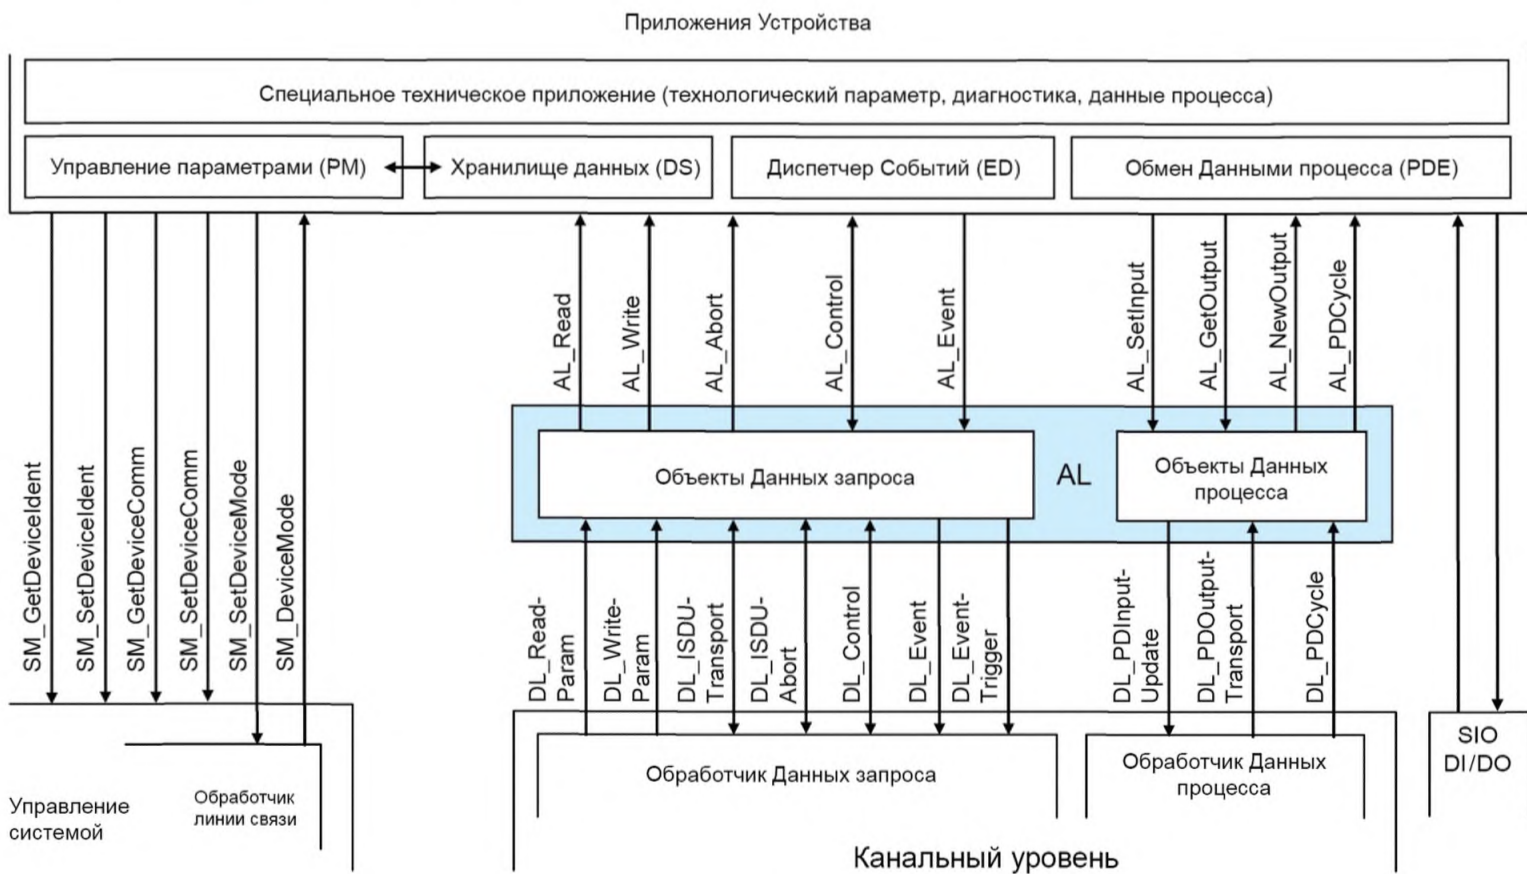 Приложения Устройства
Специальное техническое приложение (технологический параметр, диагностика, данные процесса)
Управление параметрами (PM)
Хранилище данных (DS)
Диспетчер Событий (ED)
Обмен Данными процесса (PDE)
SM_GetDeviceIdent
SM_SetDeviceIdent
SM_GetDeviceComm
SM_SetDeviceComm
SM_SetDeviceMode
SM_DeviceMode
AL_Read
AL_Write
AL_Abort
AL_Control
AL_Event
AL_SetInput
AL_GetOutput
AL_NewOutput
AL_PDCycle
Объекты Данных запроса
AL
Объекты Данных
процесса
DL_Read-
Param
DL_Write-
Param
DL_ISDU-
Transport
DL_ISDU-
Abort
DL_Control
DL_Event
DL_Event-
Trigger
DL_PDInput-
Update
DL_PDOutput-
Transport
DL_PDCycle
Управление
системой
Обработчик
линии связи
Обработчик Данных запроса
Обработчик Данных
процесса
SIO
DI/DO
Канальный уровень